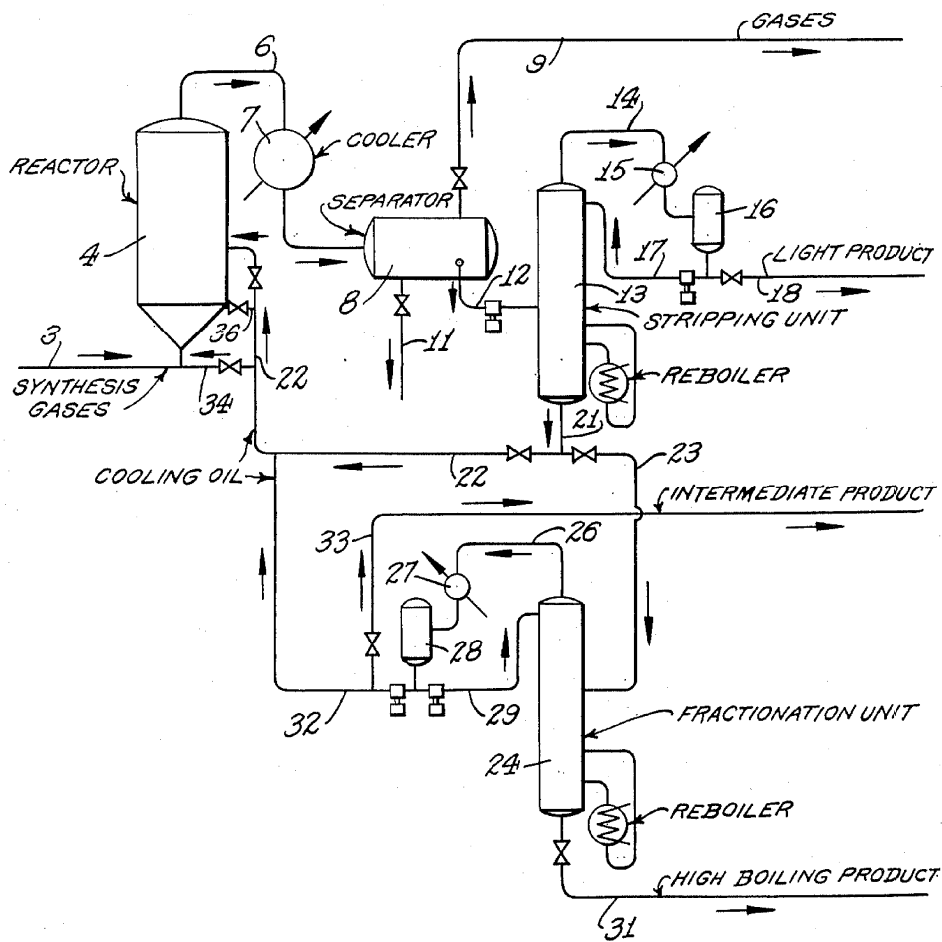 GASES
6
9
14
7
COOLER
15
REACTOR
SEPARATOR
16
4
LIGHT PRODUCT
17
8
12
13
18
36
STRIPPING UNIT
3
11
22
REBOILER
SYNTHESIS
GASES
34
21
COOLING OIL
22
23
INTERMEDIATE PRODUCT
33
26
27
28
32
29
FRACTIONATION UNIT
24
REBOILER
HIGH BOILING PRODUCT
31